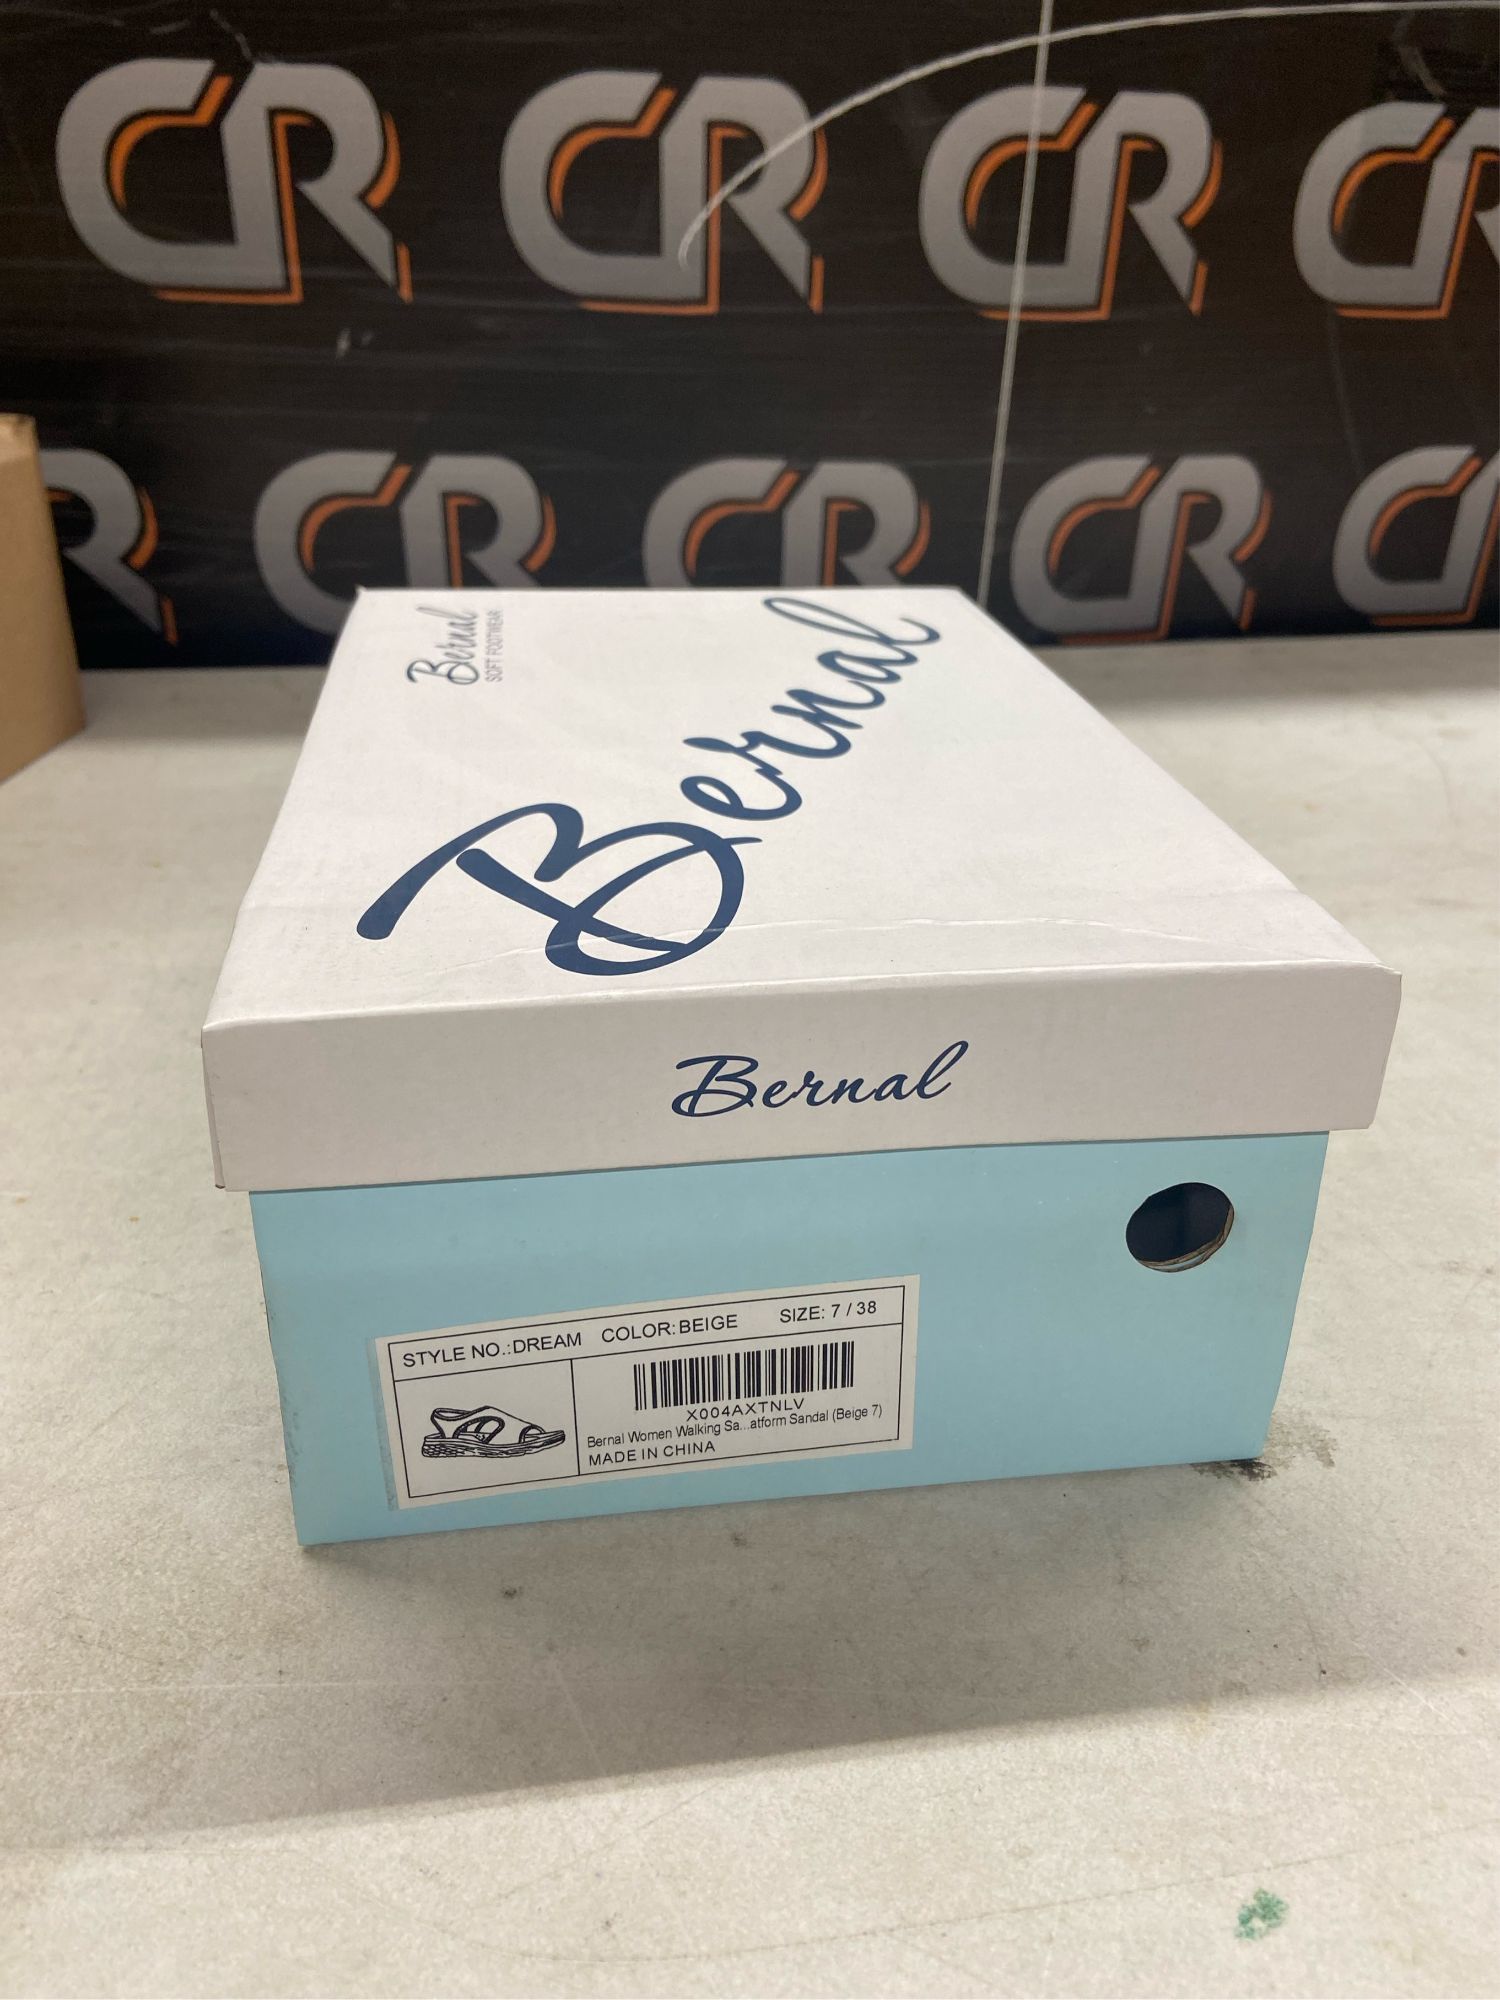 CR CR CR CR
R CR CR CR CR
Bernal
SOFT FOOTWEAR
Bernal
Bernal
STYLE NO.:DREAM COLOR:BEIGE SIZE: 7 / 38
X004AXTNLV
Bernal Women Walking Sa...atform Sandal (Beige 7)
MADE IN CHINA